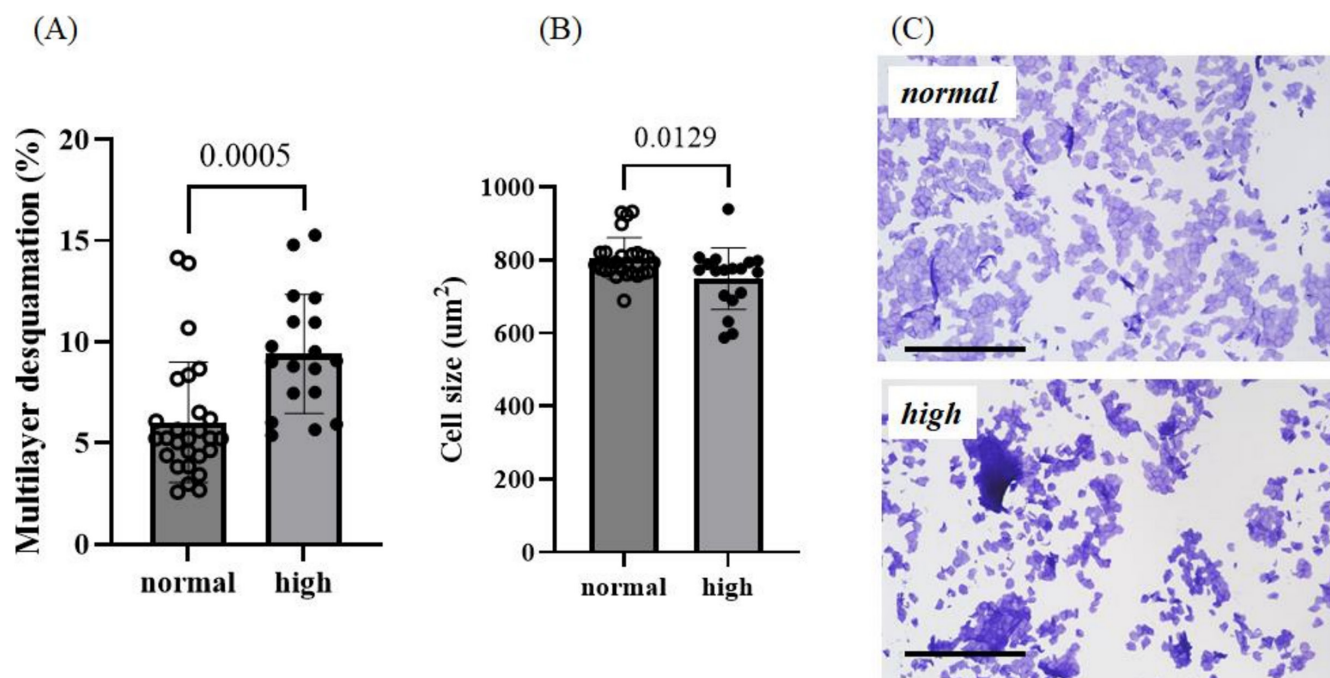 (A)
Multilayer desquamation (%)
20
15
10
5
0
0.0005
normal high
(B)
Cell size (um²)
1000
800
600
400
200
0
0.0129
normal high
(C)
normal
high